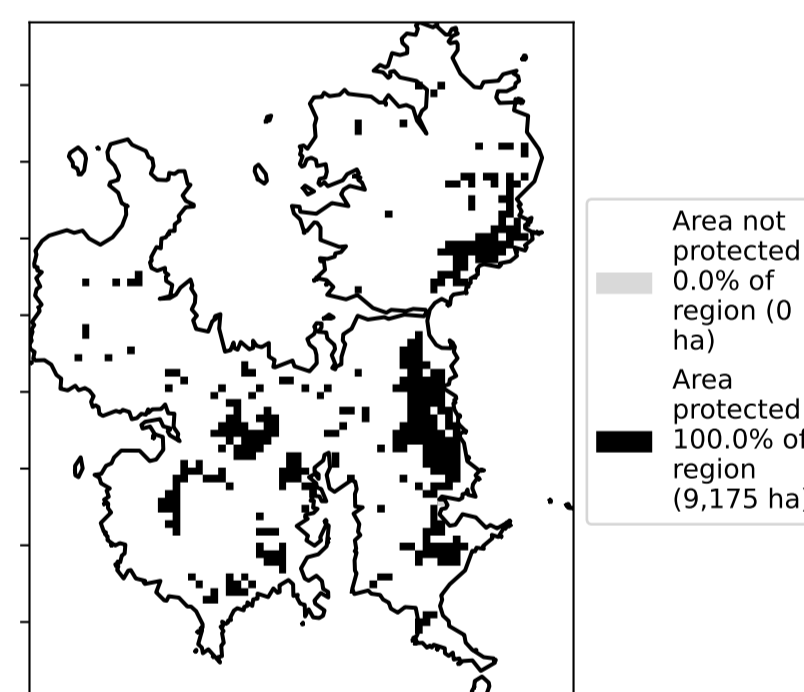 Area not
protected
0.0% of
region (0
ha)
Area
protected
100.0% of
region
(9,175 ha)